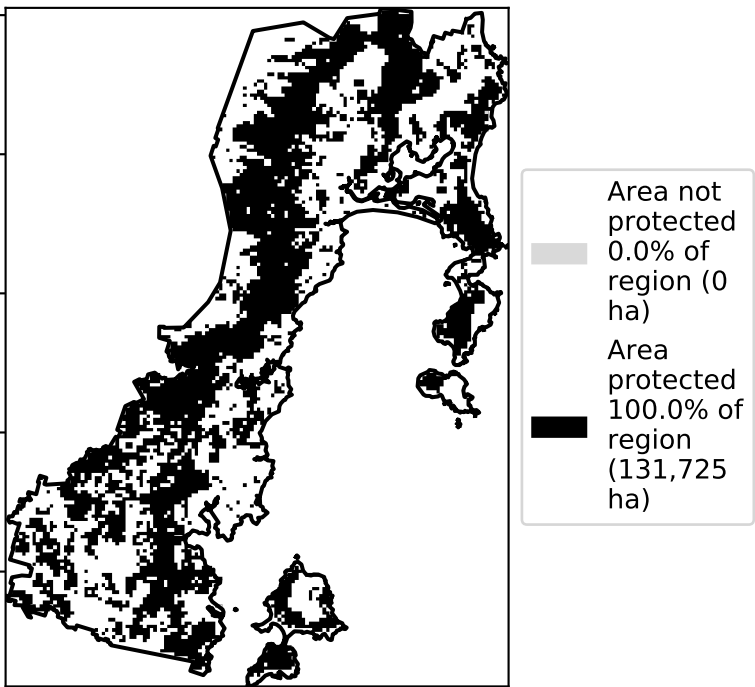 Area not
protected
0.0% of
region (0
ha)
Area
protected
100.0% of
region
(131,725
ha)